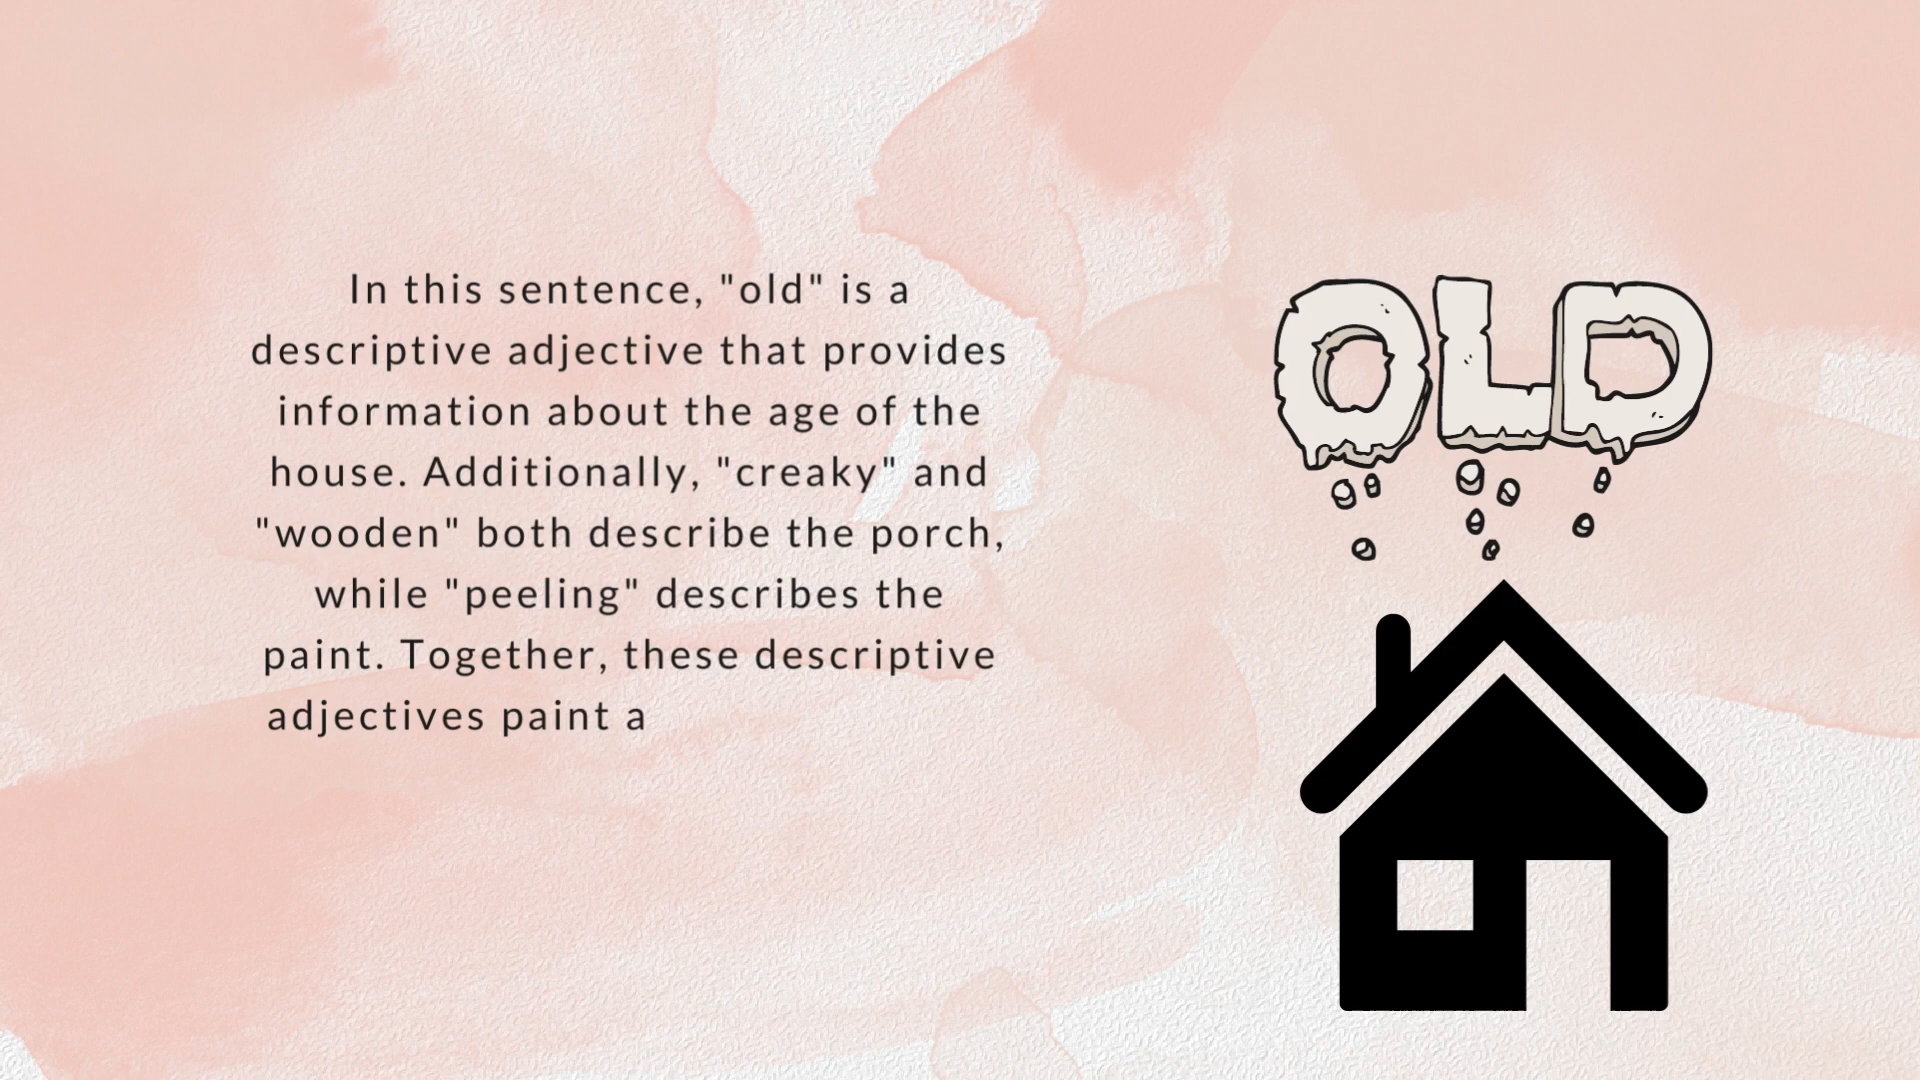 In this sentence, "old" is a
descriptive adjective that provides
information about the age of the
house. Additionally, "creaky" and
"wooden" both describe the porch,
while "peeling" describes the
paint. Together, these descriptive
adjectives paint a
OLD